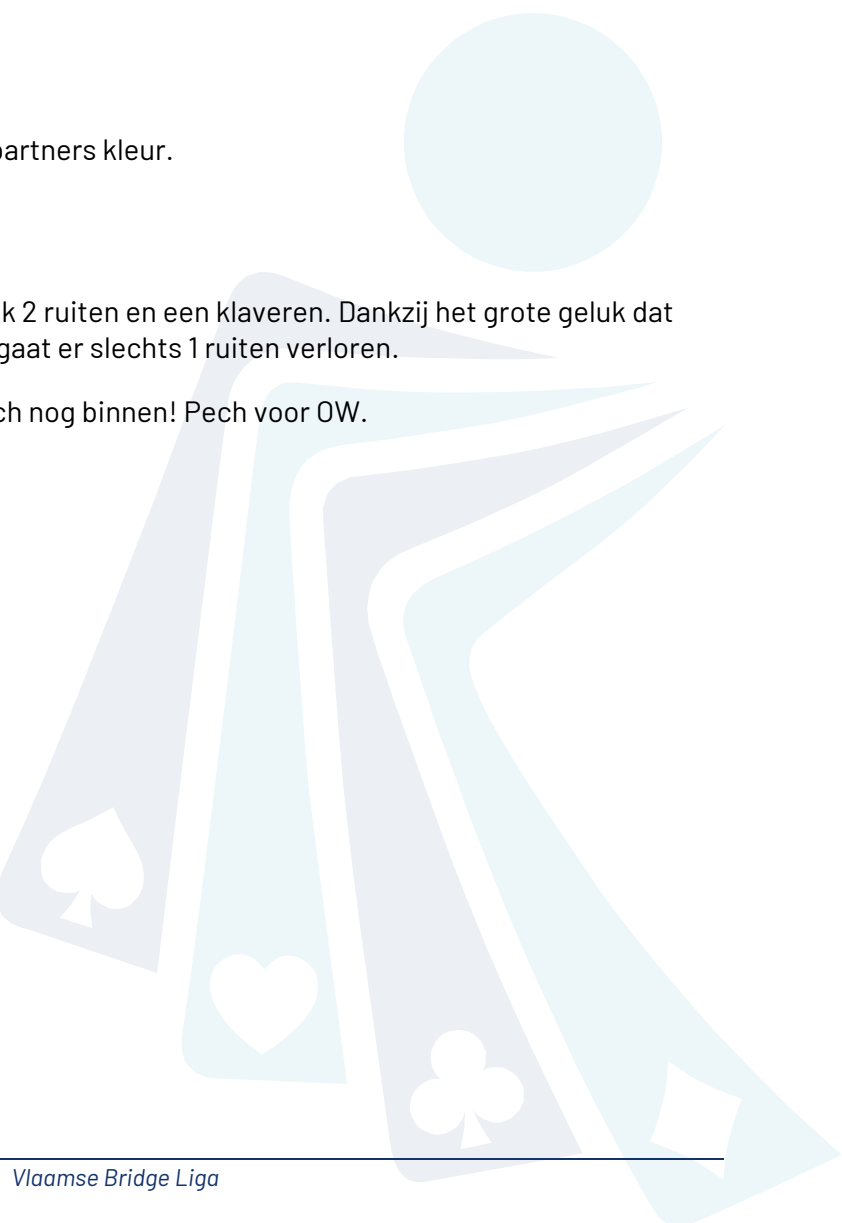 partners kleur.
k 2 ruiten en een klaveren. Dankzij het grote geluk dat
gaat er slechts 1 ruiten verloren.
ch nog binnen! Pech voor OW.
Vlaamse Bridge Liga